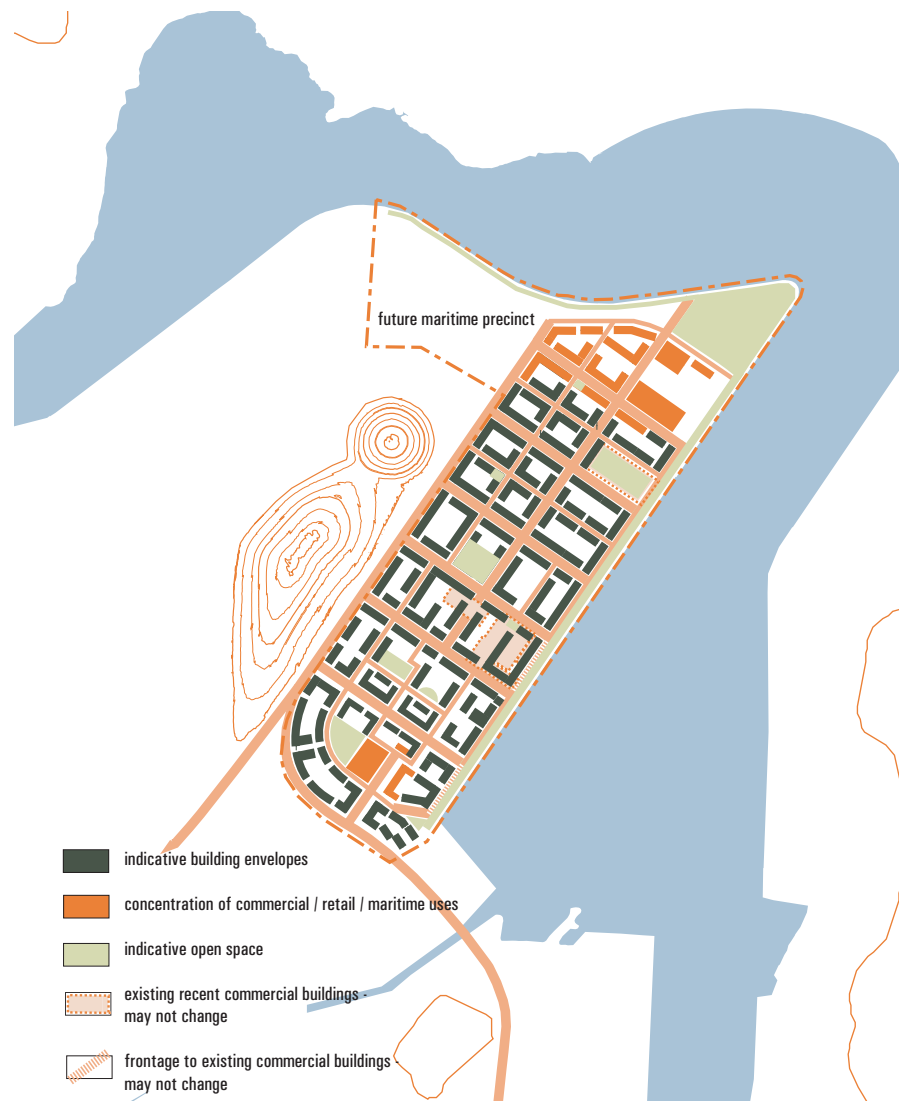 future maritime precinct
indicative building envelopes
concentration of commercial / retail / maritime uses
indicative open space
existing recent commercial buildings -
may not change
frontage to existing commercial buildings -
may not change